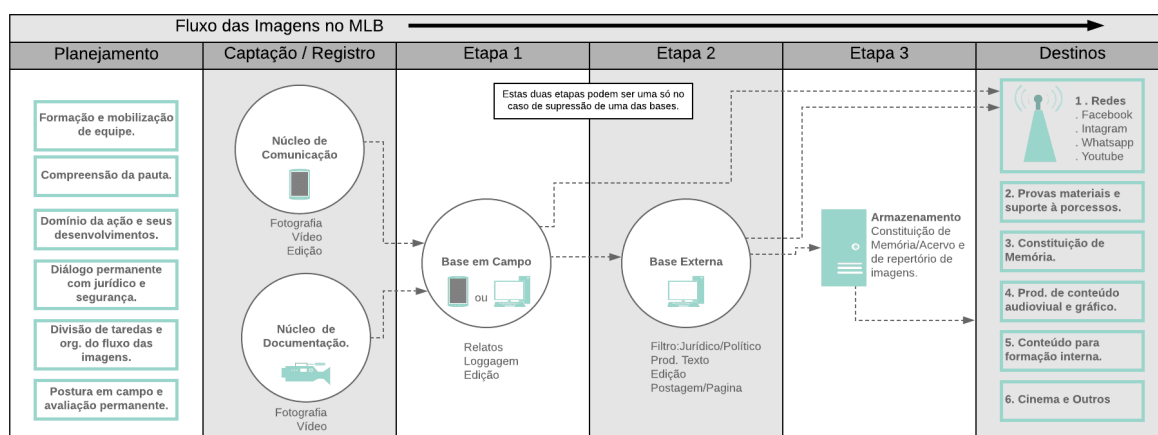 Fluxo das Imagens no MLB
Planejamento
Captação / Registro
Etapa 1
Etapa 2
Etapa 3
Destinos
Formação e mobilização
de equipe.
Compreensão da pauta.
Domínio da ação e seus
desenvolvimentos.
Diálogo permanente
com jurídico e
segurança.
Divisão de taredas e
org. do fluxo das
imagens.
Postura em campo e
avaliação permanente.
Núcleo de
Comunicação
Fotografia
Vídeo
Edição
Núcleo de
Documentação.
Fotografia
Vídeo
Estas duas etapas podem ser uma só no
caso de supressão de uma das bases.
Base em Campo
ou
Relatos
Loggagem
Edição
Base Externa
Filtro:Jurídico/Político
Prod. Texto
Edição
Postagem/Pagina
Armazenamento
Constituição de
Memória/Acervo e
de repertório de
imagens.
1 . Redes
. Facebook
. Intagram
. Whatsapp
. Youtube
2. Provas materiais e
suporte à porcessos.
3. Constituição de
Memória.
4. Prod. de conteúdo
audioviual e gráfico.
5. Conteúdo para
formação interna.
6. Cinema e Outros